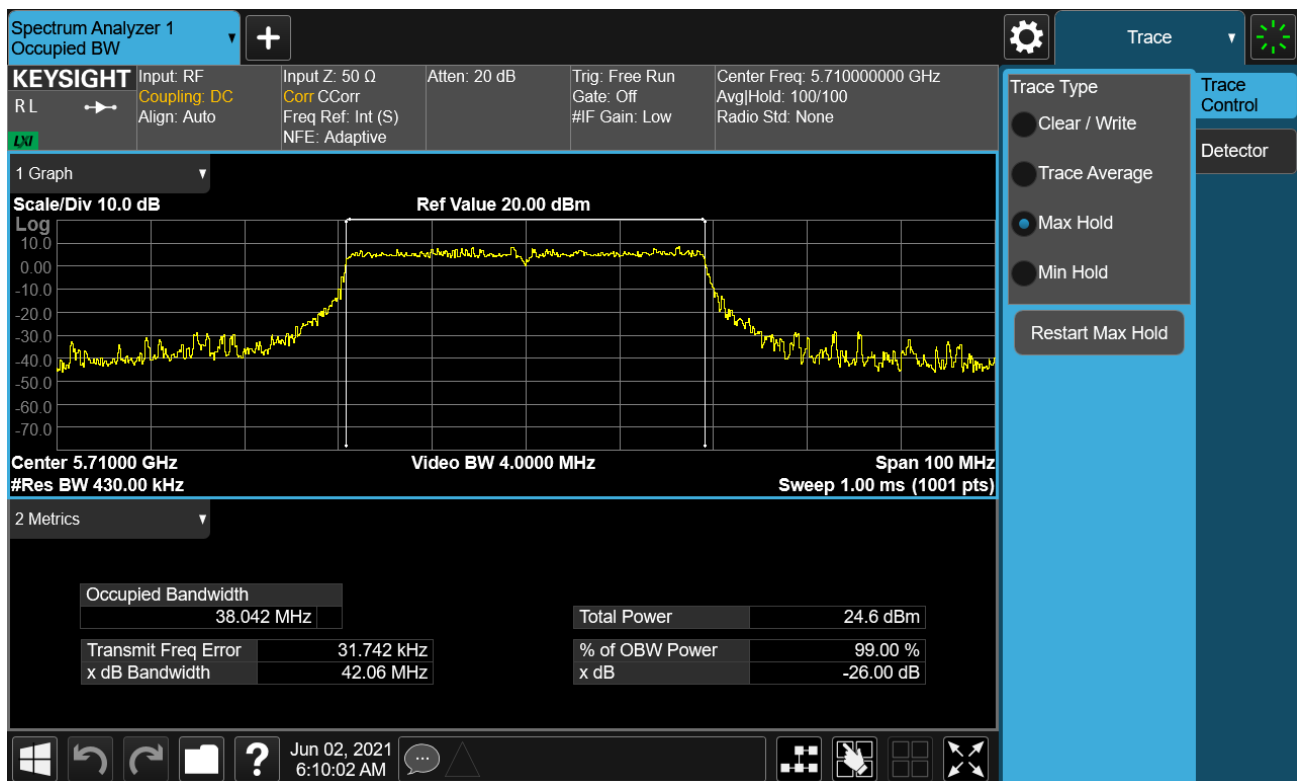 Spectrum Analyzer 1
Occupied BW
+
Trace
KEYSIGHT
R L
LXI
Input: RF
Coupling: DC
Align: Auto
Input Z: 50 Ω
Corr CCorr
Freq Ref: Int (S)
NFE: Adaptive
Atten: 20 dB
Trig: Free Run
Gate: Off
#IF Gain: Low
Center Freq: 5.710000000 GHz
Avg|Hold: 100/100
Radio Std: None
Trace Type
Clear / Write
Trace Average
Max Hold
Min Hold
Restart Max Hold
Trace
Control
Detector
1 Graph
Scale/Div 10.0 dB
Ref Value 20.00 dBm
Log
10.0
0.00
-10.0
-20.0
-30.0
-40.0
-50.0
-60.0
-70.0
Center 5.71000 GHz
Video BW 4.0000 MHz
Span 100 MHz
#Res BW 430.00 kHz
Sweep 1.00 ms (1001 pts)
2 Metrics
Occupied Bandwidth
38.042 MHz
Total Power 24.6 dBm
Transmit Freq Error 31.742 kHz
% of OBW Power 99.00 %
x dB Bandwidth 42.06 MHz
x dB -26.00 dB
?
Jun 02, 2021
6:10:02 AM